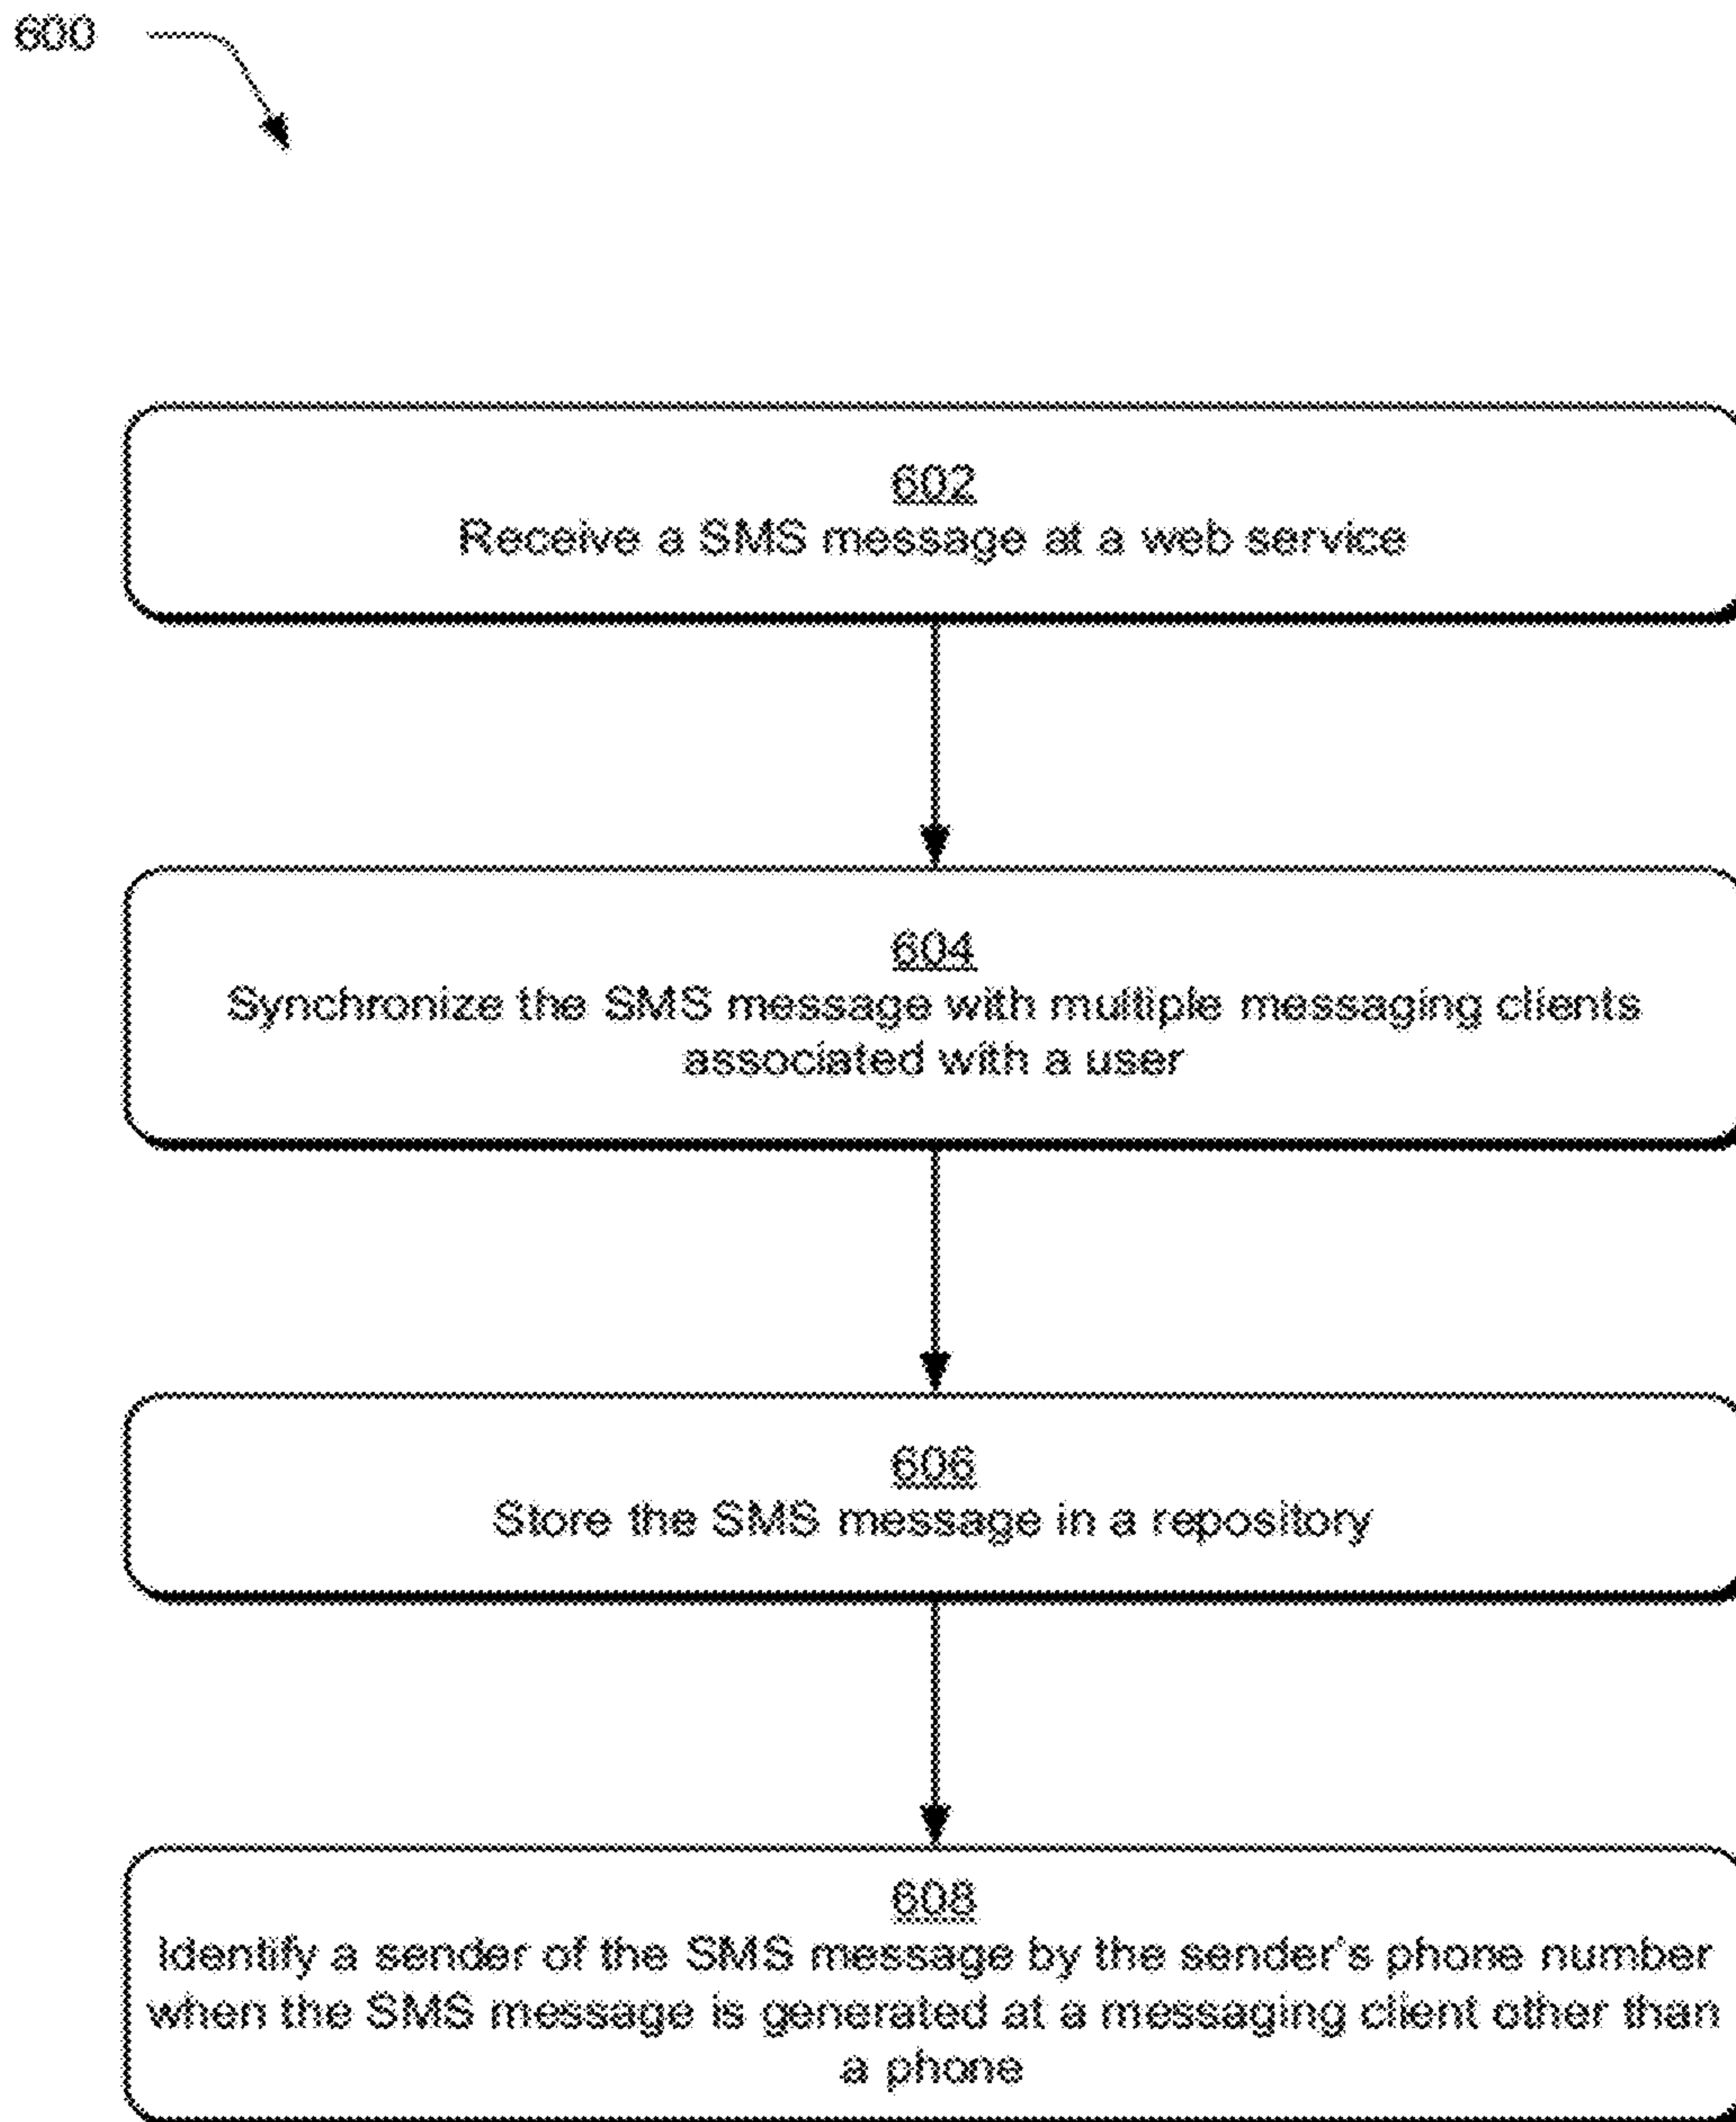 600
602
Receive a SMS message at a web service
604
Synchronize the SMS message with multiple messaging clients
associated with a user
606
Store the SMS message in a repository
608
Identify a sender of the SMS message by the sender's phone number
when the SMS message is generated at a messaging client other than
a phone